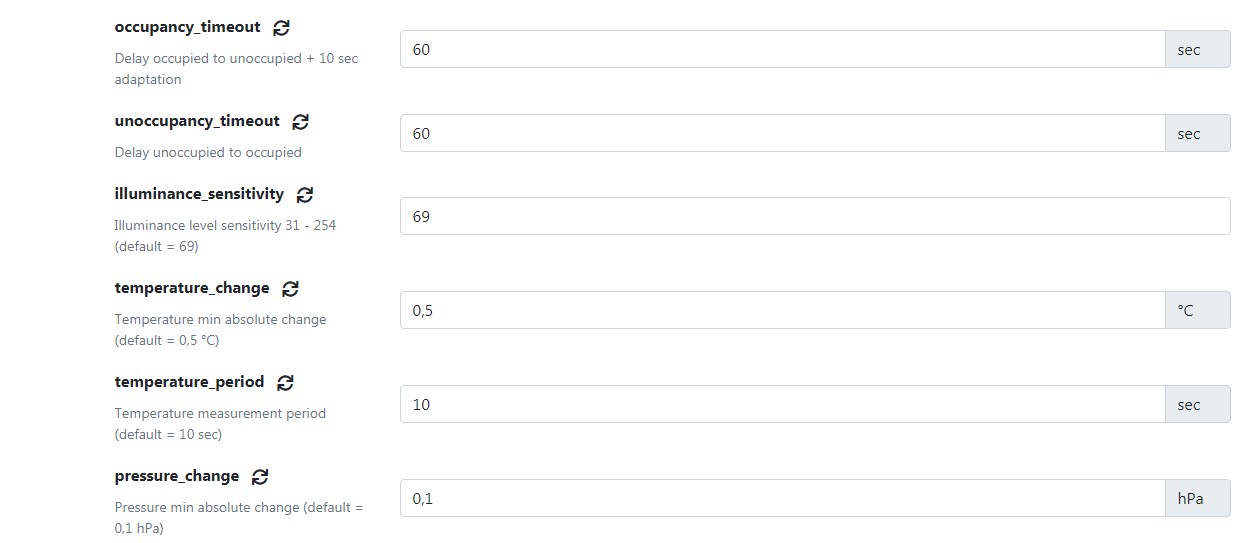 occupancy_timeout
Delay occupied to unoccupied + 10 sec
adaptation
60 sec
unoccupancy_timeout
Delay unoccupied to occupied
60 sec
illuminance_sensitivity
Illuminance level sensitivity 31 - 254
(default = 69)
69
temperature_change
Temperature min absolute change
(default = 0,5 °C)
0,5 °C
temperature_period
Temperature measurement period
(default = 10 sec)
10 sec
pressure_change
Pressure min absolute change (default =
0,1 hPa)
0,1 hPa